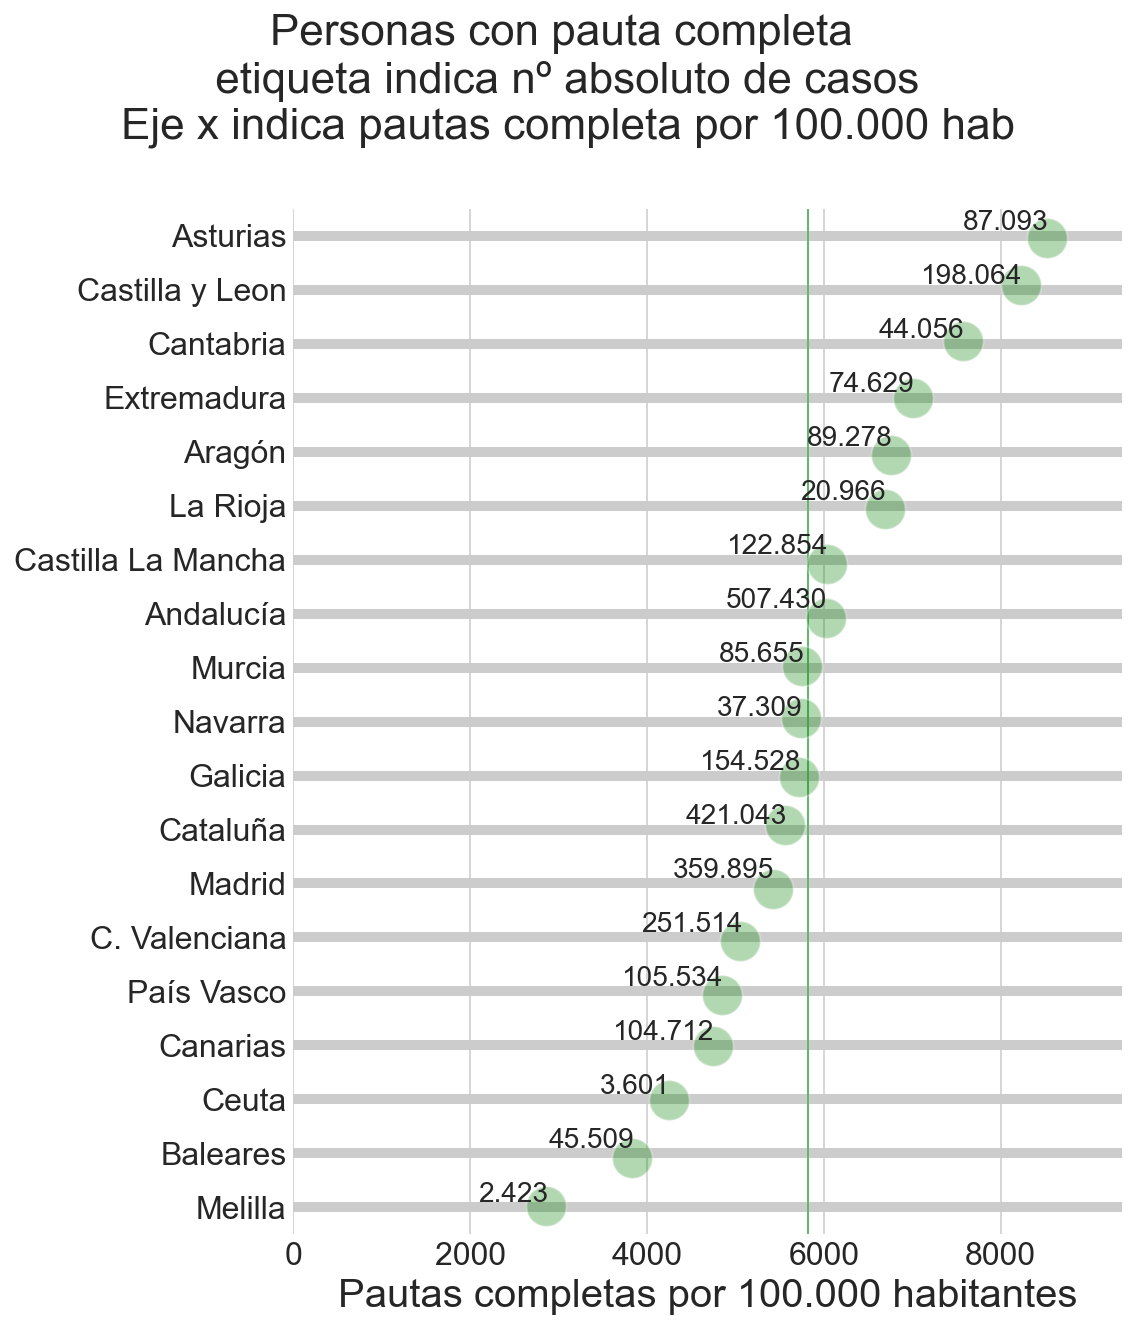 Personas con pauta completa
etiqueta indica nº absoluto de casos
Eje x indica pautas completa por 100.000 hab
Asturias 87.093
Castilla y Leon 198.064
Cantabria 44.056
Extremadura 74.629
Aragón 89.278
La Rioja 20.966
Castilla La Mancha 122.854
Andalucía 507.430
Murcia 85.655
Navarra 37.309
Galicia 154.528
Cataluña 421.043
Madrid 359.895
C. Valenciana 251.514
País Vasco 105.534
Canarias 104.712
Ceuta 3.601
Baleares 45.509
Melilla 2.423
0 2000 4000 6000 8000
Pautas completas por 100.000 habitantes